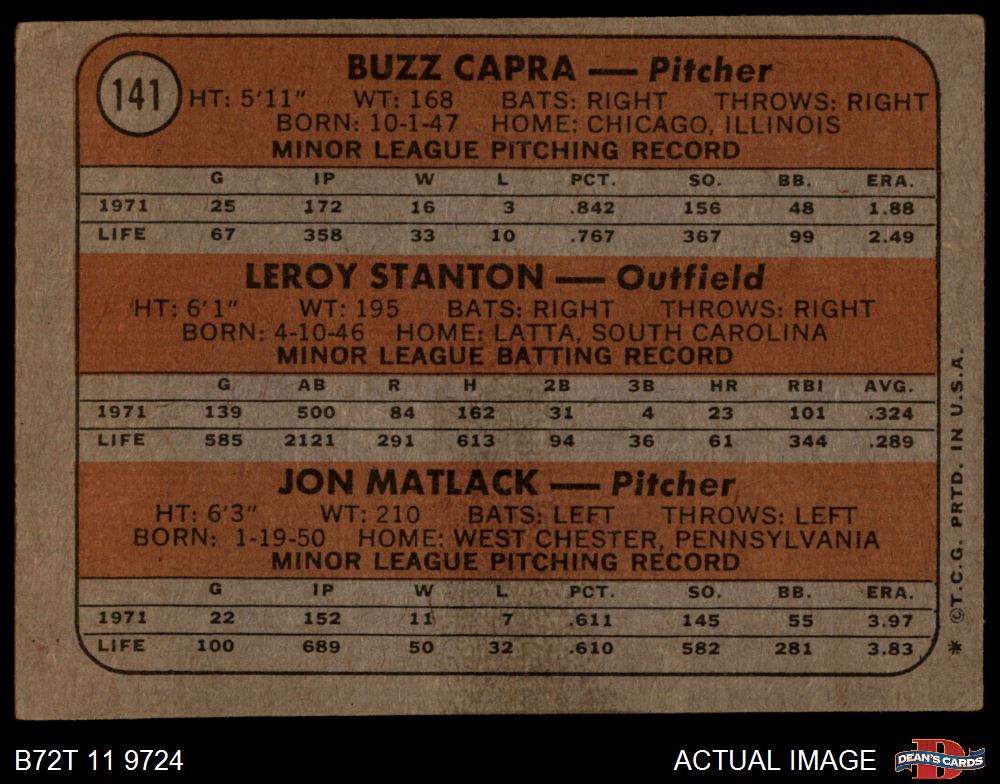 141
BUZZ CAPRA — Pitcher
HT: 5'11" WT: 168 BATS: RIGHT THROWS: RIGHT
BORN: 10-1-47 HOME: CHICAGO, ILLINOIS
MINOR LEAGUE PITCHING RECORD
G IP W L PCT. SO. BB. ERA.
1971 25 172 16 3 .842 156 48 1.88
LIFE 67 358 33 10 .767 367 99 2.49
LEROY STANTON — Outfield
HT: 6'1" WT: 195 BATS: RIGHT THROWS: RIGHT
BORN: 4-10-46 HOME: LATTA, SOUTH CAROLINA
MINOR LEAGUE BATTING RECORD
G AB R H 2B 3B HR RBI AVG.
1971 139 500 84 162 31 4 23 101 .324
LIFE 585 2121 291 613 94 36 61 344 .289
JON MATLACK — Pitcher
HT: 6'3" WT: 210 BATS: LEFT THROWS: LEFT
BORN: 1-19-50 HOME: WEST CHESTER, PENNSYLVANIA
MINOR LEAGUE PITCHING RECORD
G IP W L PCT. SO. BB. ERA.
1971 22 152 11 7 .611 145 55 3.97
LIFE 100 689 50 32 .610 582 281 3.83
* ©T.C.G. PRTD. IN U.S.A.
B72T 11 9724
ACTUAL IMAGE
DEAN'S CARDS